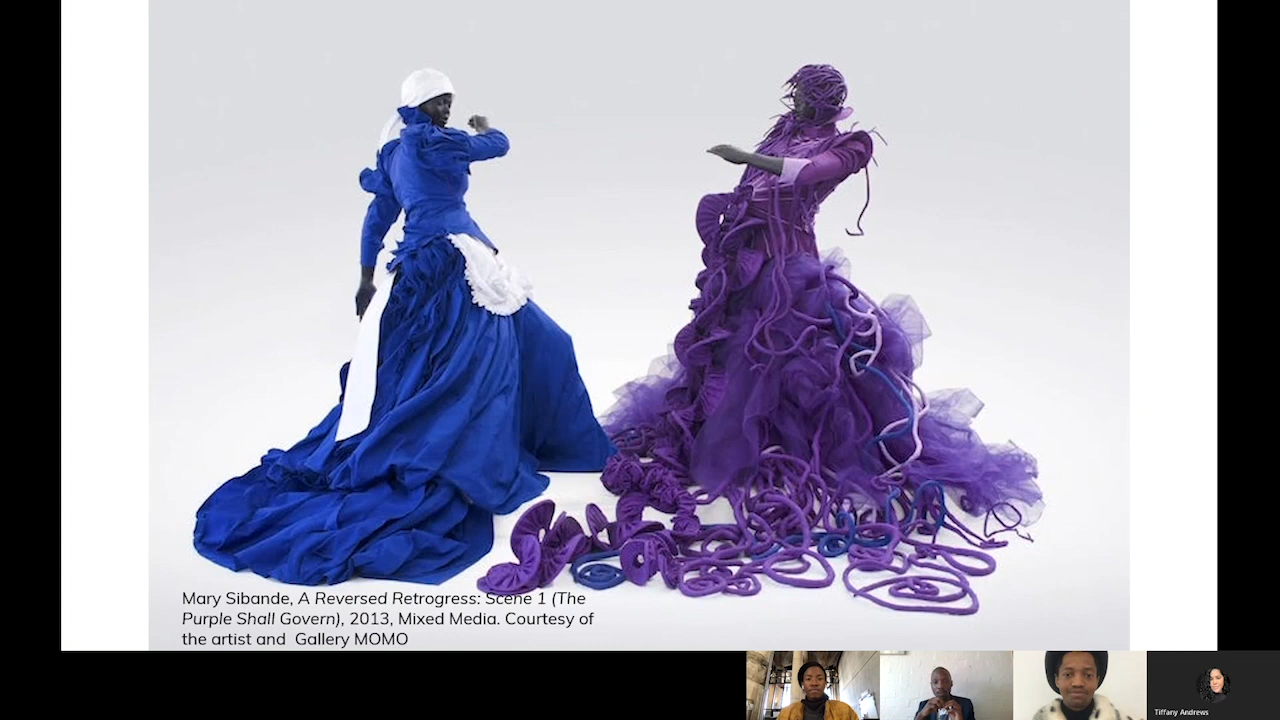 Mary Sibande, A Reversed Retrogress: Scene 1 (The
Purple Shall Govern), 2013, Mixed Media. Courtesy of
the artist and  Gallery MOMO
Tiffany Andrews